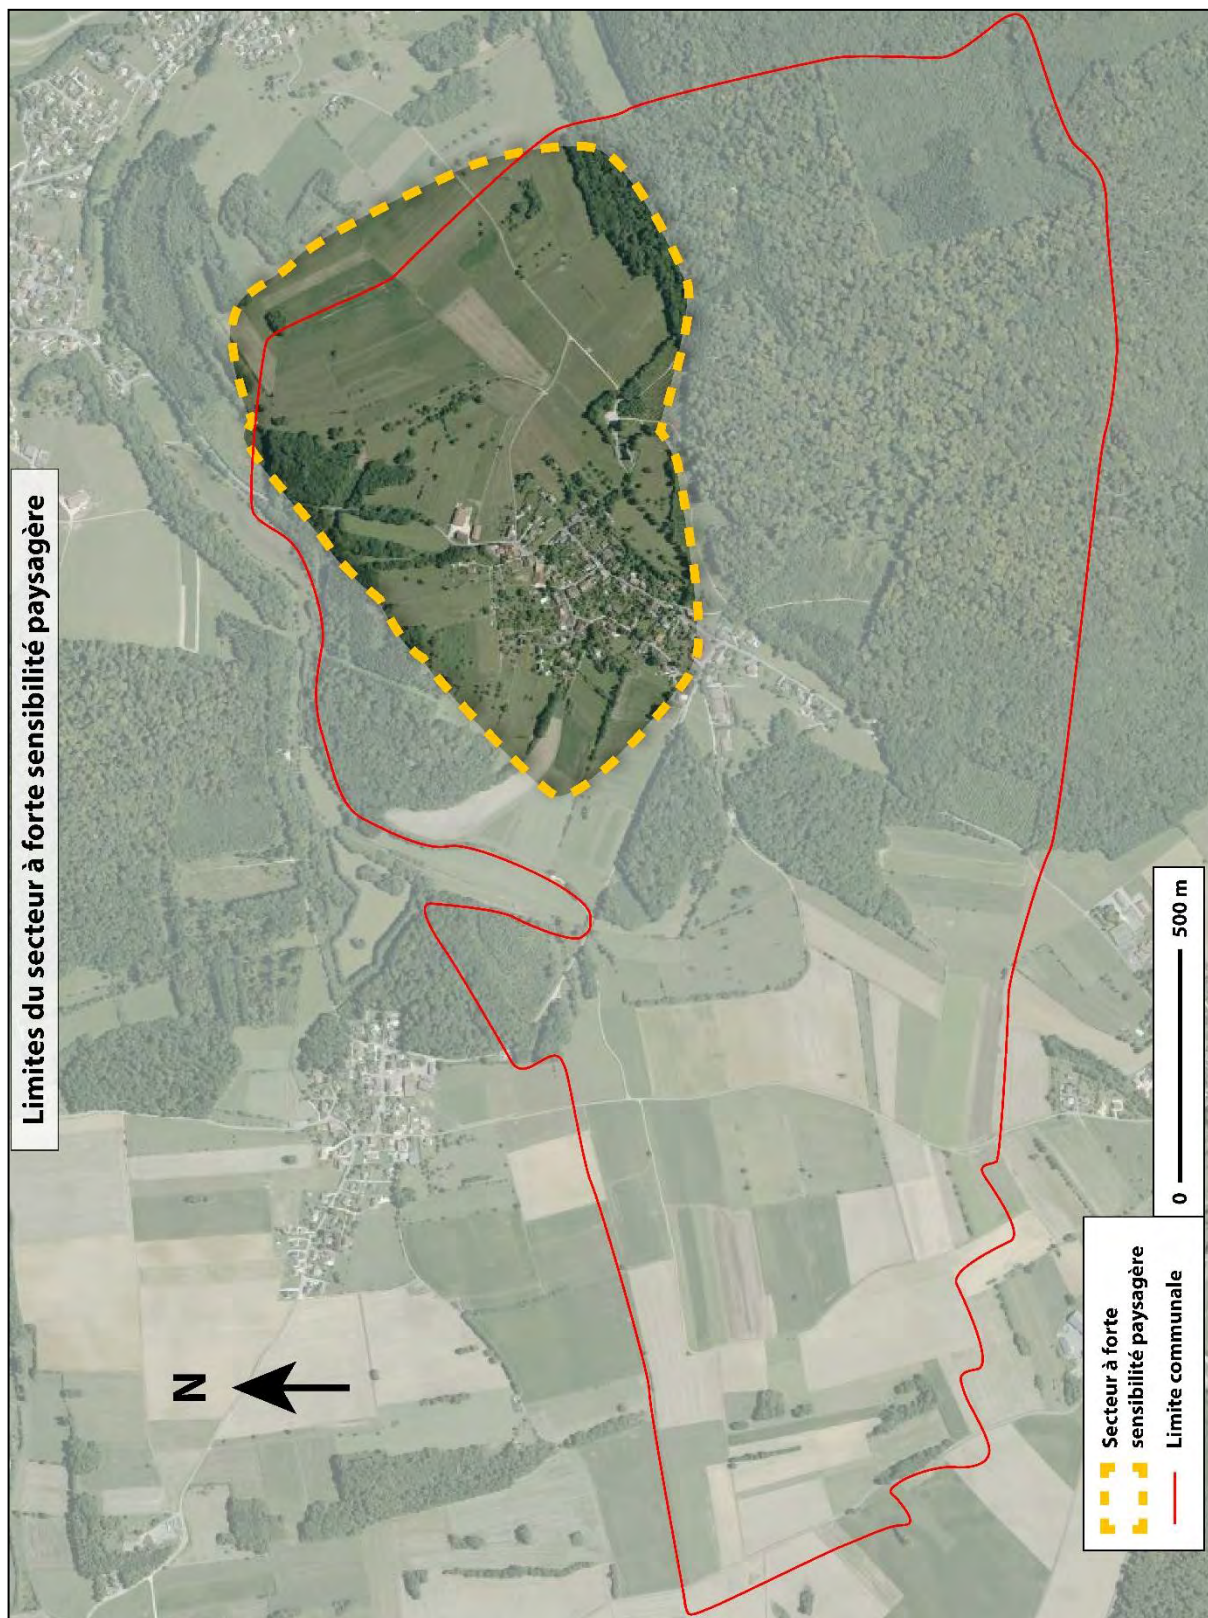 Limites du secteur à forte sensibilité paysagère
N
Secteur à forte
sensibilité paysagère
Limite communale
0 500 m